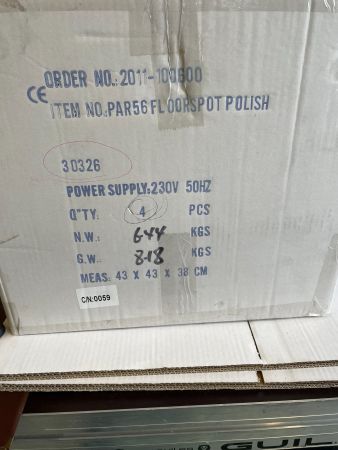 ORDER NO.: 2011-100600
CE ITEM NO.: PAR56 FLOORSPOT POLISH
30326
POWER SUPPLY: 230V 50HZ
Q"TY: 4 PCS
N.W.: 6.44 KGS
G.W.: 8.18 KGS
MEAS: 43 X 43 X 38 CM
C/N:0059
GUIL